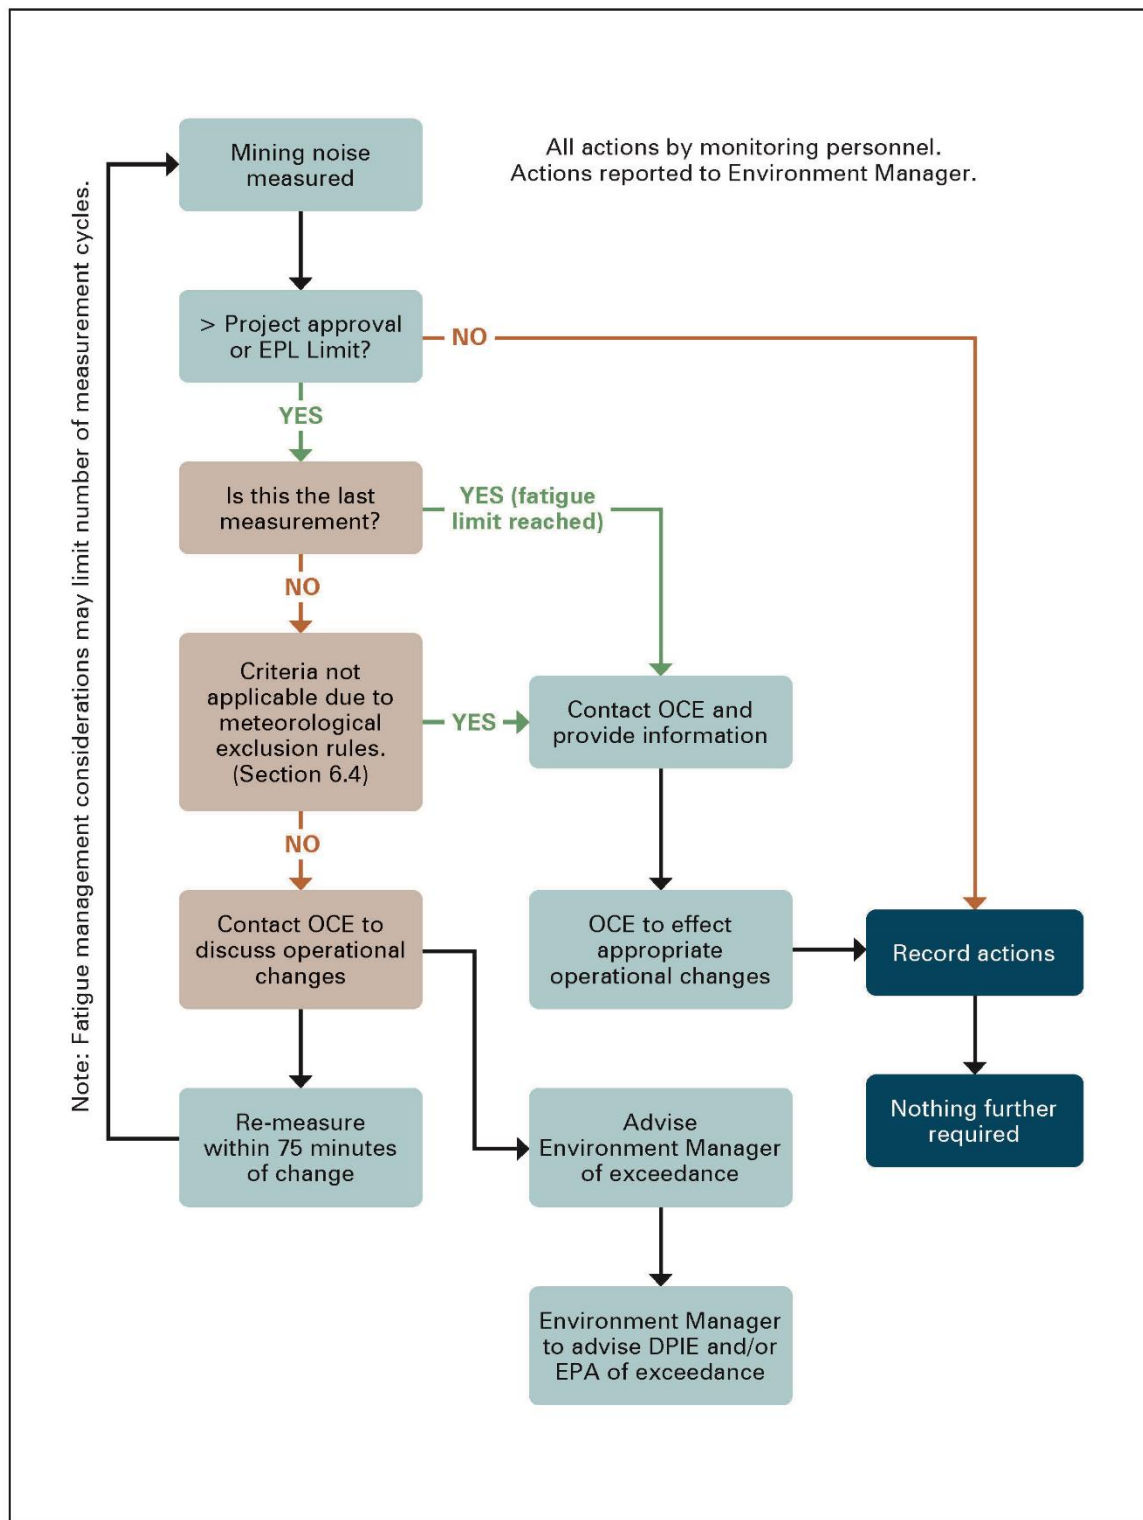 Mining noise
measured
All actions by monitoring personnel.
Actions reported to Environment Manager.
Note: Fatigue management considerations may limit number of measurement cycles.
> Project approval
or EPL Limit?
NO
YES
Is this the last
measurement?
YES (fatigue
limit reached)
NO
Criteria not
applicable due to
meteorological
exclusion rules.
(Section 6.4)
YES
Contact OCE and
provide information
NO
Contact OCE to
discuss operational
changes
OCE to effect
appropriate
operational changes
Record actions
Re-measure
within 75 minutes
of change
Advise
Environment Manager
of exceedance
Nothing further
required
Environment Manager
to advise DPIE and/or
EPA of exceedance